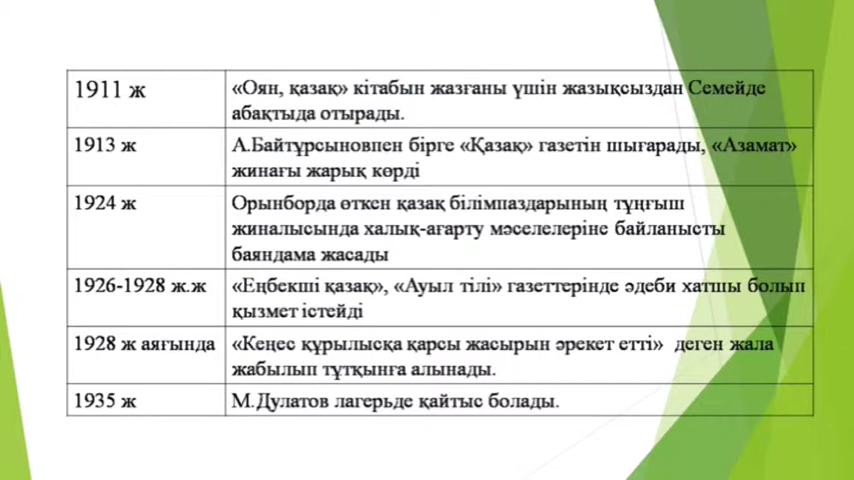 1911 ж
«Оян, қазақ» кітабын жазғаны үшін жазықсыздан Семейде
абақтыда отырады.
1913 ж
А.Байтұрсыновпен бірге «Қазақ» газетін шығарады, «Азамат»
жинағы жарық көрді
1924 ж
Орынборда өткен қазақ білімпаздарының тұңғыш
жиналысында халық-ағарту мәселелеріне байланысты
баяндама жасады
1926-1928 ж.ж
«Еңбекші қазақ», «Ауыл тілі» газеттерінде әдеби хатшы болып
қызмет істейді
1928 ж аяғында
«Кеңес құрылысқа қарсы жасырын әрекет етті» деген жала
жабылып тұтқынға алынады.
1935 ж
М.Дулатов лагерьде қайтыс болады.